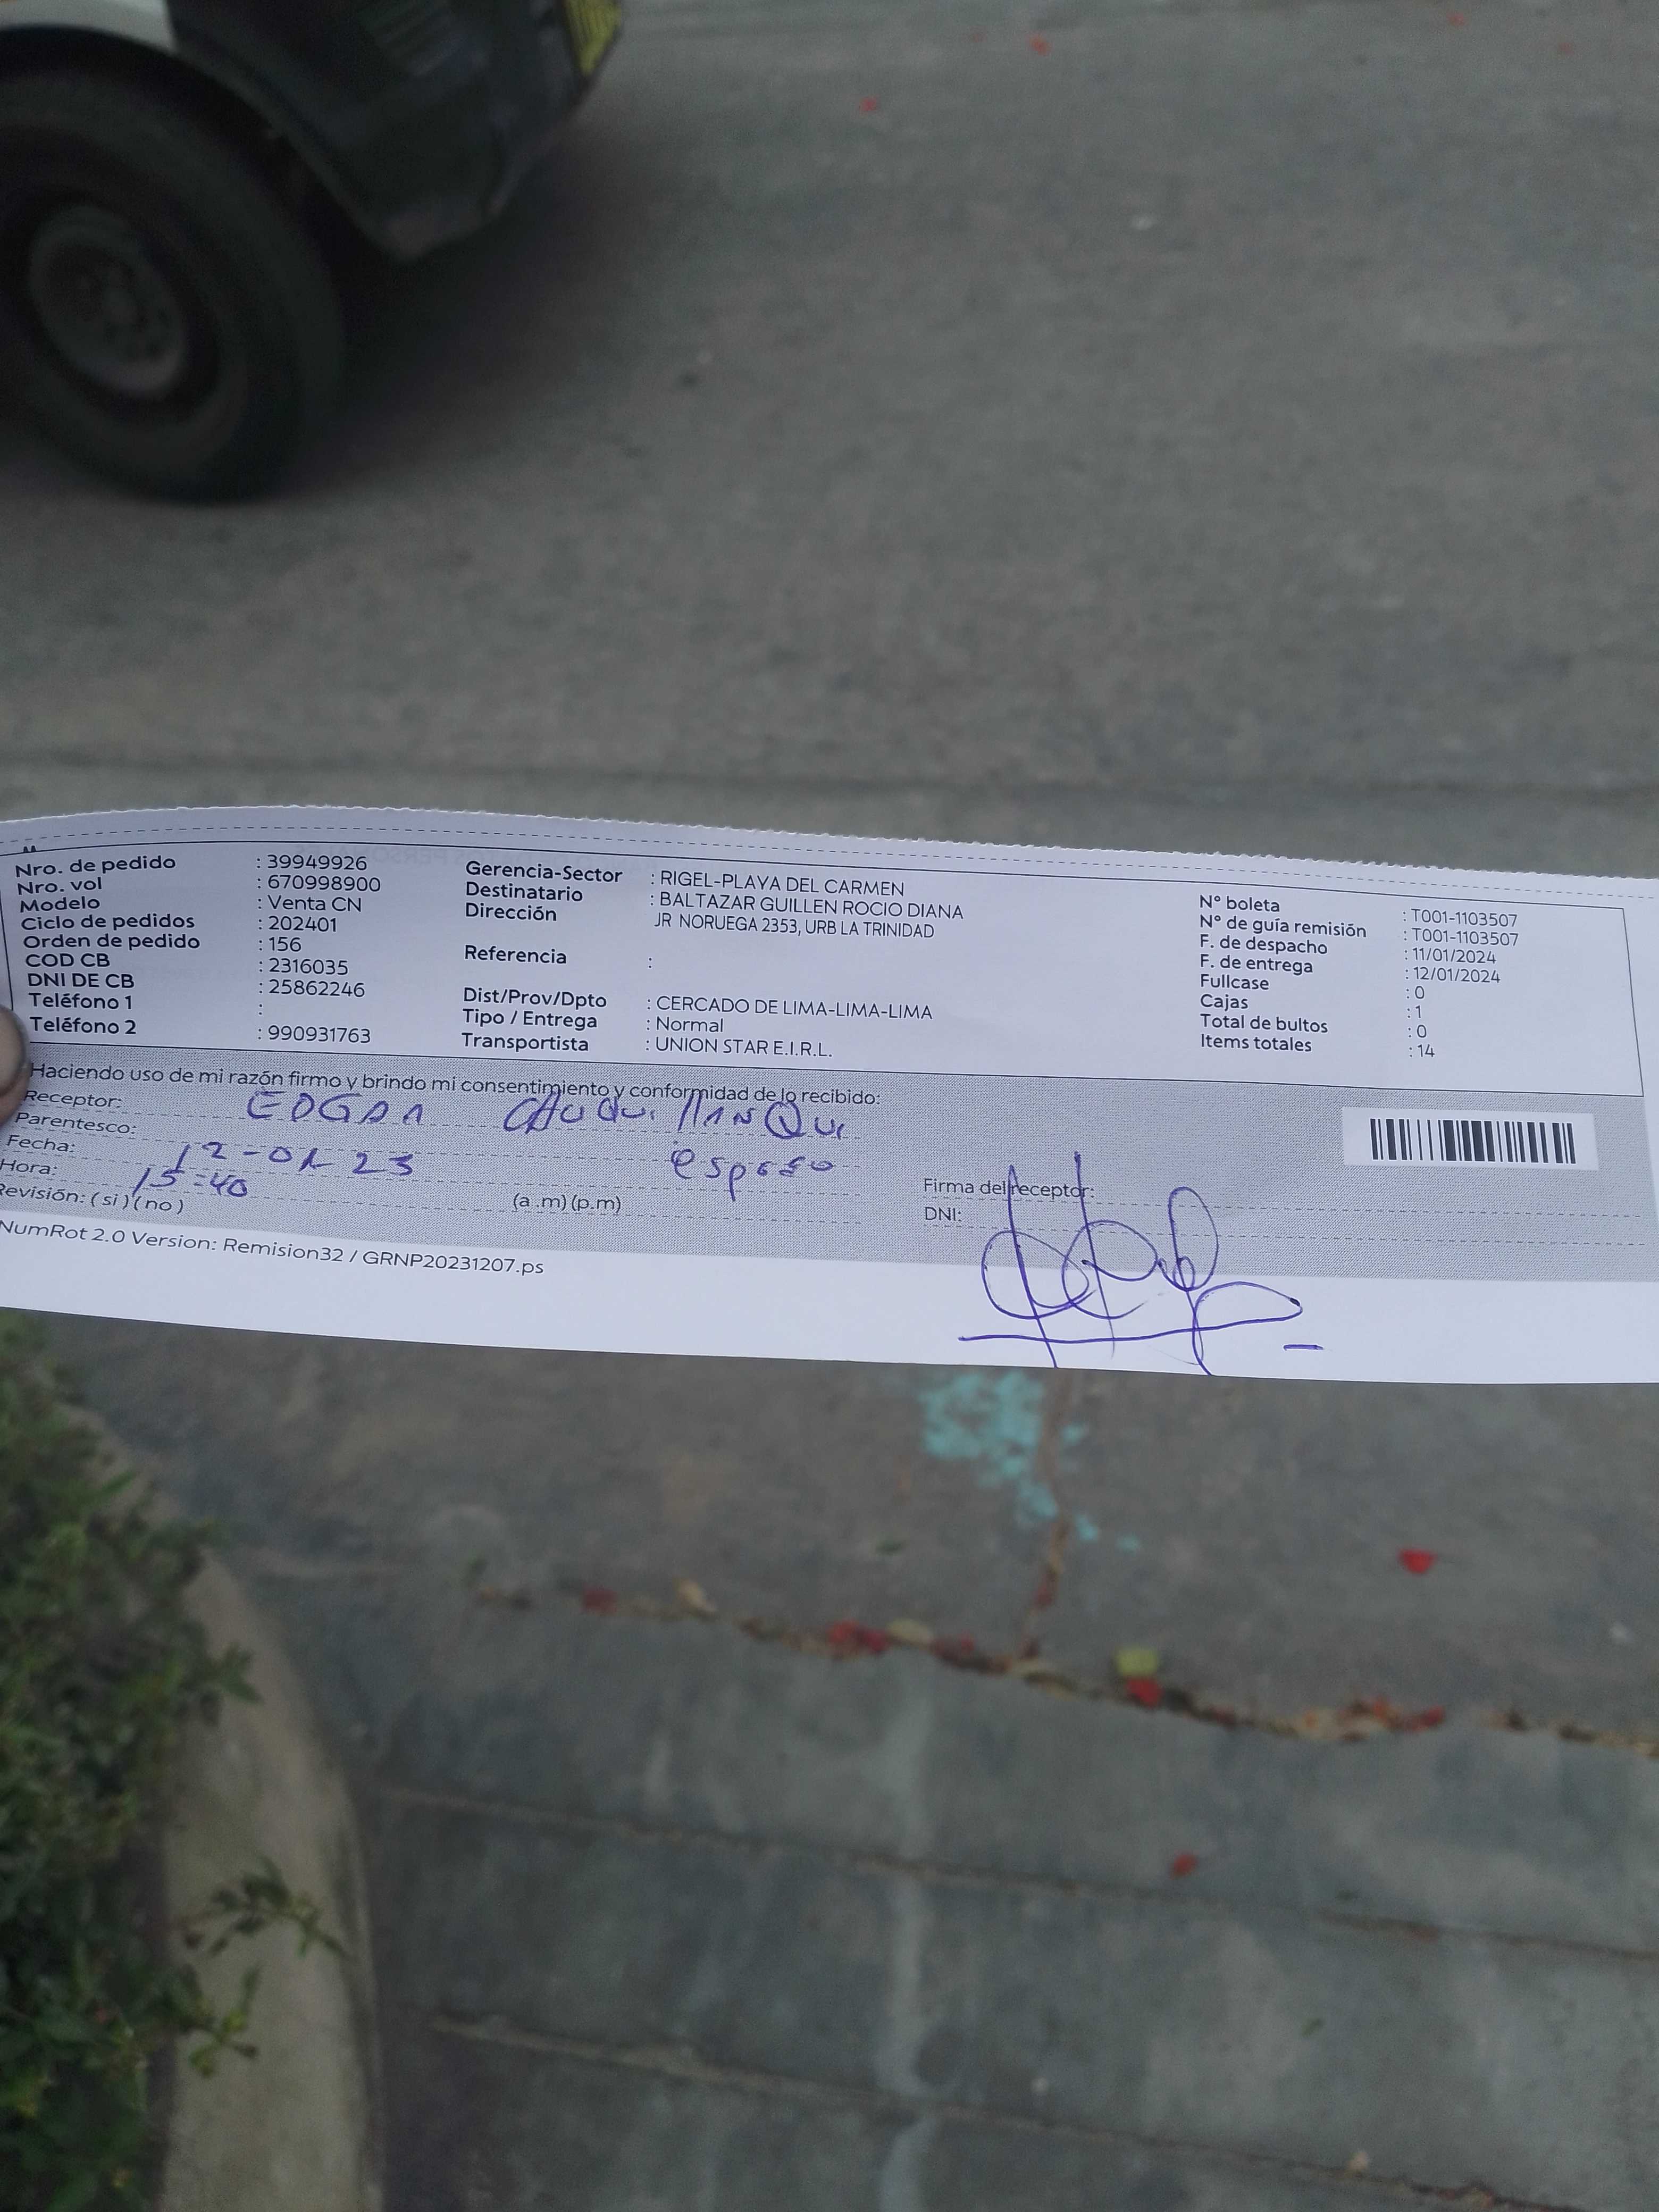 Nro. de pedido : 39949926
Nro. vol : 670998900
Modelo : Venta CN
Ciclo de pedidos : 202401
Orden de pedido : 156
COD CB : 2316035
DNI DE CB : 25862246
Teléfono 1 :
Teléfono 2 : 990931763
Gerencia-Sector : RIGEL-PLAYA DEL CARMEN
Destinatario : BALTAZAR GUILLEN ROCIO DIANA
Dirección JR NORUEGA 2353, URB LA TRINIDAD
Referencia :
Dist/Prov/Dpto : CERCADO DE LIMA-LIMA-LIMA
Tipo / Entrega : Normal
Transportista : UNION STAR E.I.R.L.
N° boleta : T001-1103507
N° de guía remisión : T001-1103507
F. de despacho : 11/01/2024
F. de entrega : 12/01/2024
Fullcase : 0
Cajas : 1
Total de bultos : 0
Items totales : 14
Haciendo uso de mi razón firmo y brindo mi consentimiento y conformidad de lo recibido:
Receptor: EDGAR
Parentesco: esposo
Fecha: 12-01-23
Hora: 15:40 (a .m) (p.m)
Revisión: ( si ) ( no )
Firma del receptor:
DNI:
NumRot 2.0 Version: Remision32 / GRNP20231207.ps